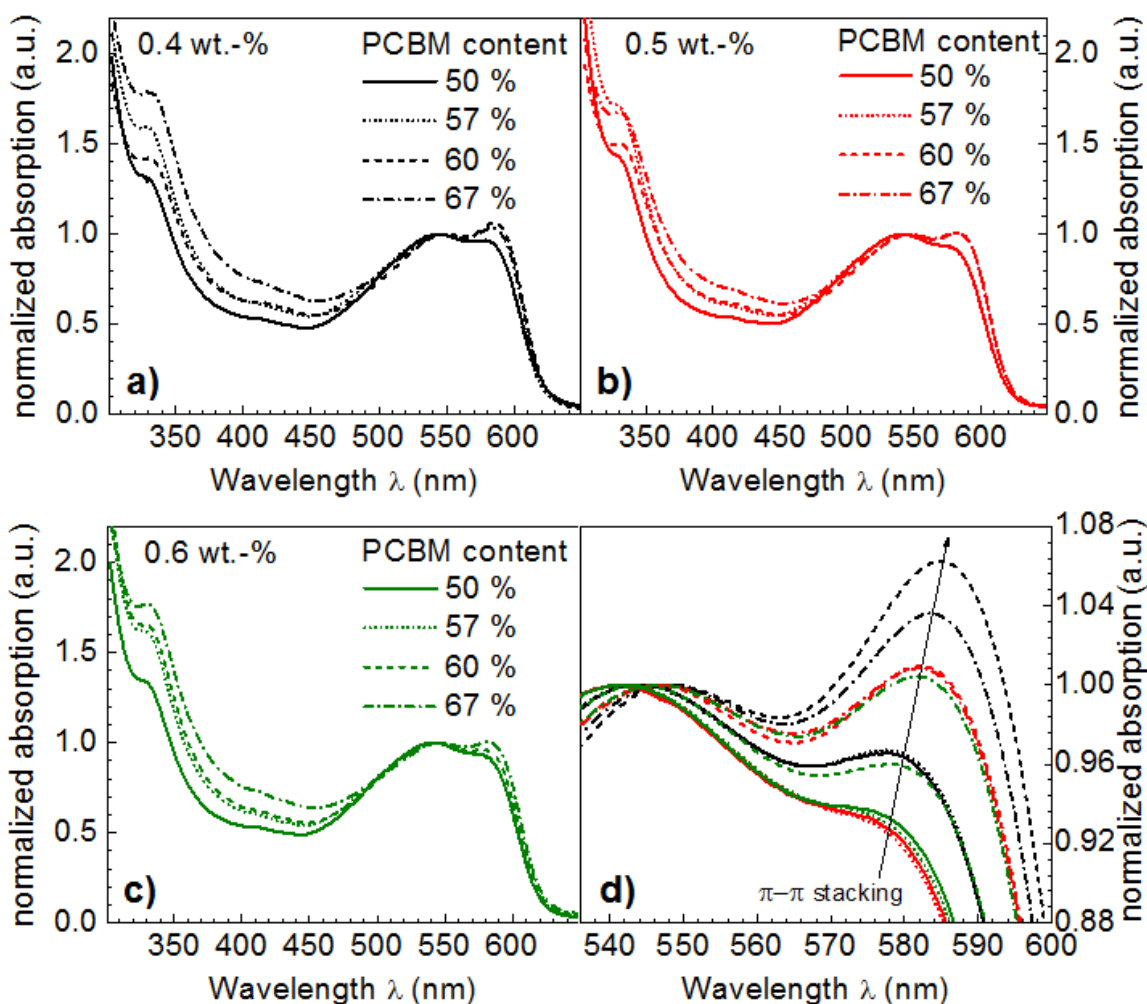 0.4 wt.-%
PCBM content
50 %
57 %
60 %
67 %
a)
normalized absorption (a.u.)
2.0
1.5
1.0
0.5
0.0
350 400 450 500 550 600
Wavelength λ (nm)
0.5 wt.-%
PCBM content
50 %
57 %
60 %
67 %
b)
normalized absorption (a.u.)
2.0
1.5
1.0
0.5
0.0
350 400 450 500 550 600
Wavelength λ (nm)
0.6 wt.-%
PCBM content
50 %
57 %
60 %
67 %
c)
normalized absorption (a.u.)
2.0
1.5
1.0
0.5
0.0
350 400 450 500 550 600
Wavelength λ (nm)
d)
π–π stacking
normalized absorption (a.u.)
1.08
1.04
1.00
0.96
0.92
0.88
540 550 560 570 580 590 600
Wavelength λ (nm)